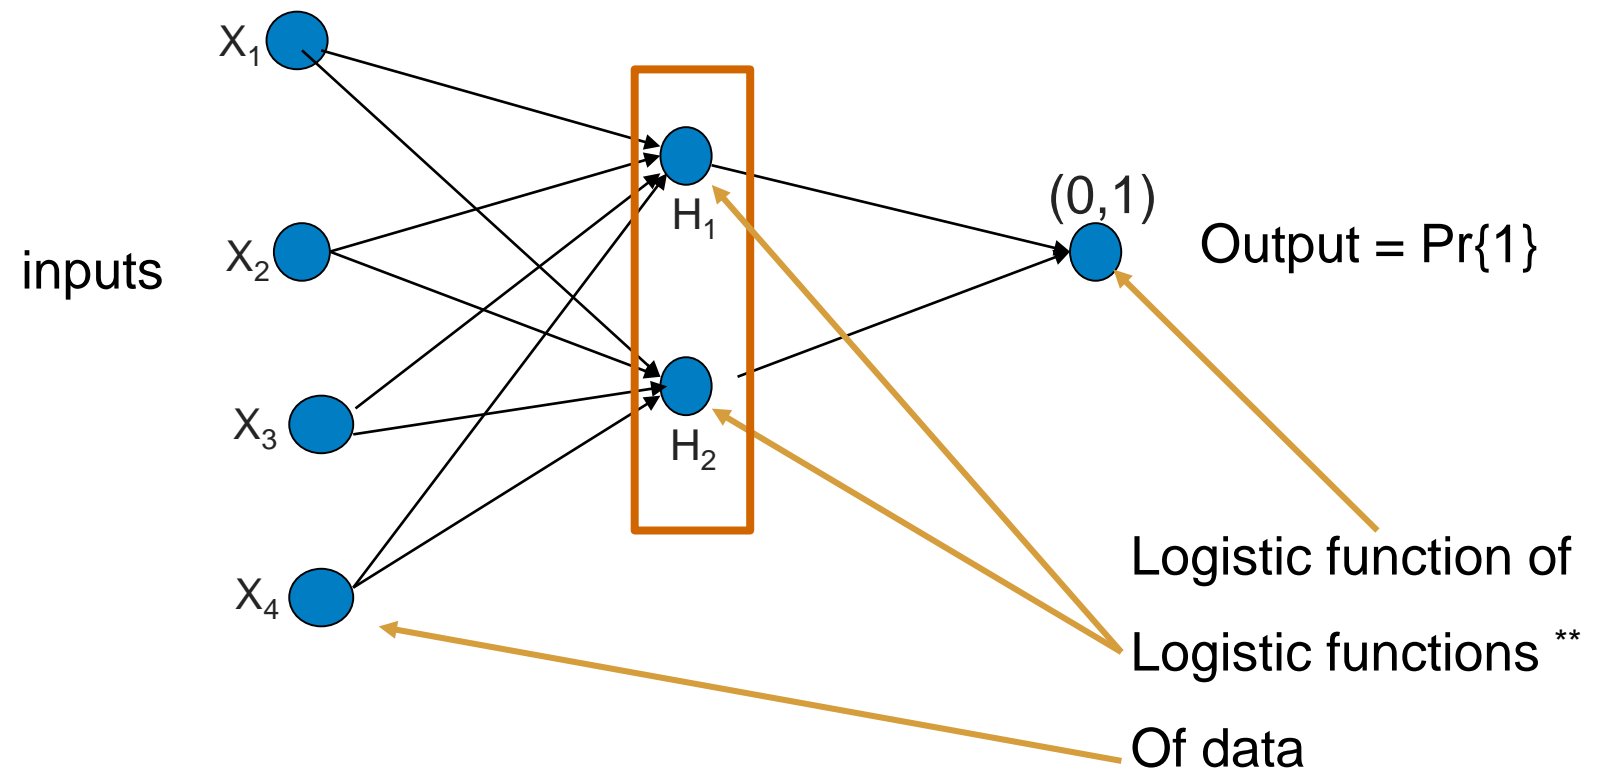 X1
H1
(0,1)
Output = Pr{1}
X2
inputs
X3
H2
Logistic function of
X4
Logistic functions **
Of data